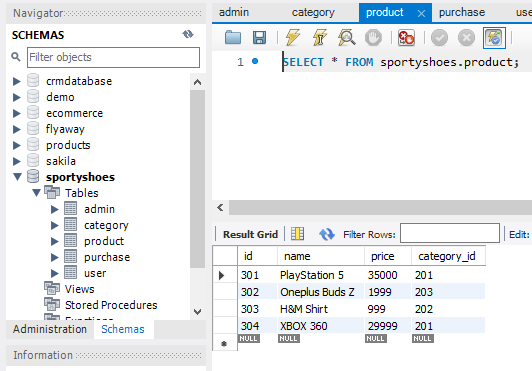 Navigator
SCHEMAS
Filter objects
crmdatabase
demo
ecommerce
flyaway
products
sakila
sportyshoes
Tables
admin
category
product
purchase
user
Views
Stored Procedures
Administration Schemas
Information
admin category product purchase
1 SELECT * FROM sportyshoes.product;
Result Grid Filter Rows: Edit:
id name price category_id
301 PlayStation 5 35000 201
302 Oneplus Buds Z 1999 203
303 H&M Shirt 999 202
304 XBOX 360 29999 201
NULL NULL NULL NULL